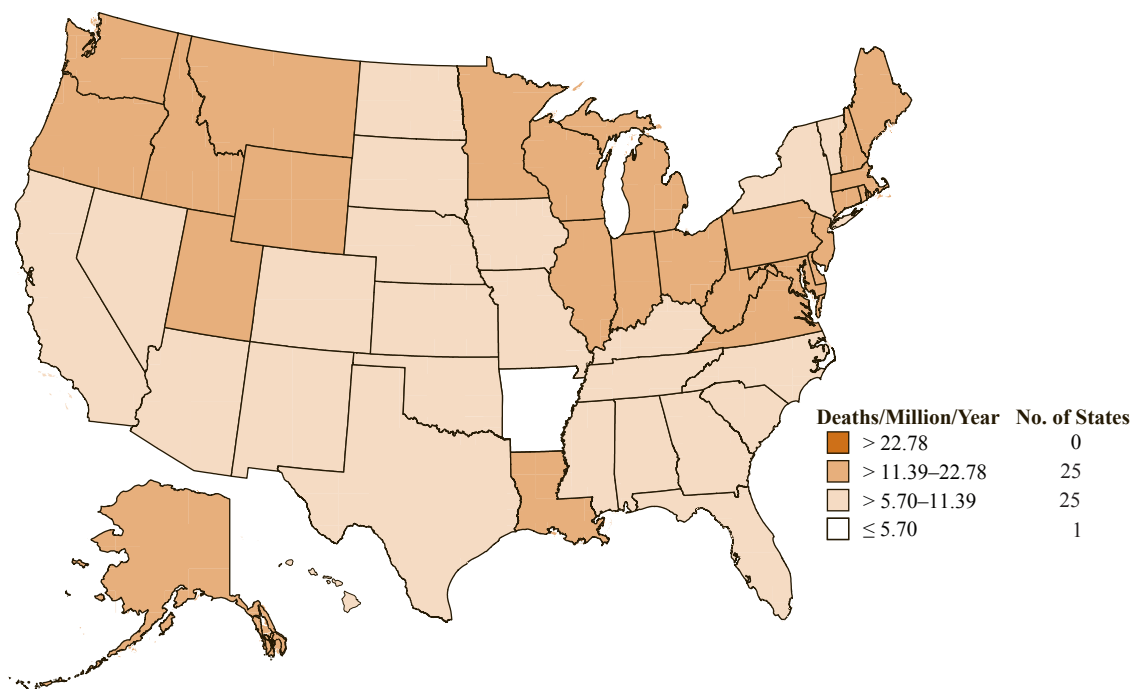 Deaths/Million/Year No. of States
> 22.78 0
> 11.39–22.78 25
> 5.70–11.39 25
≤ 5.70 1